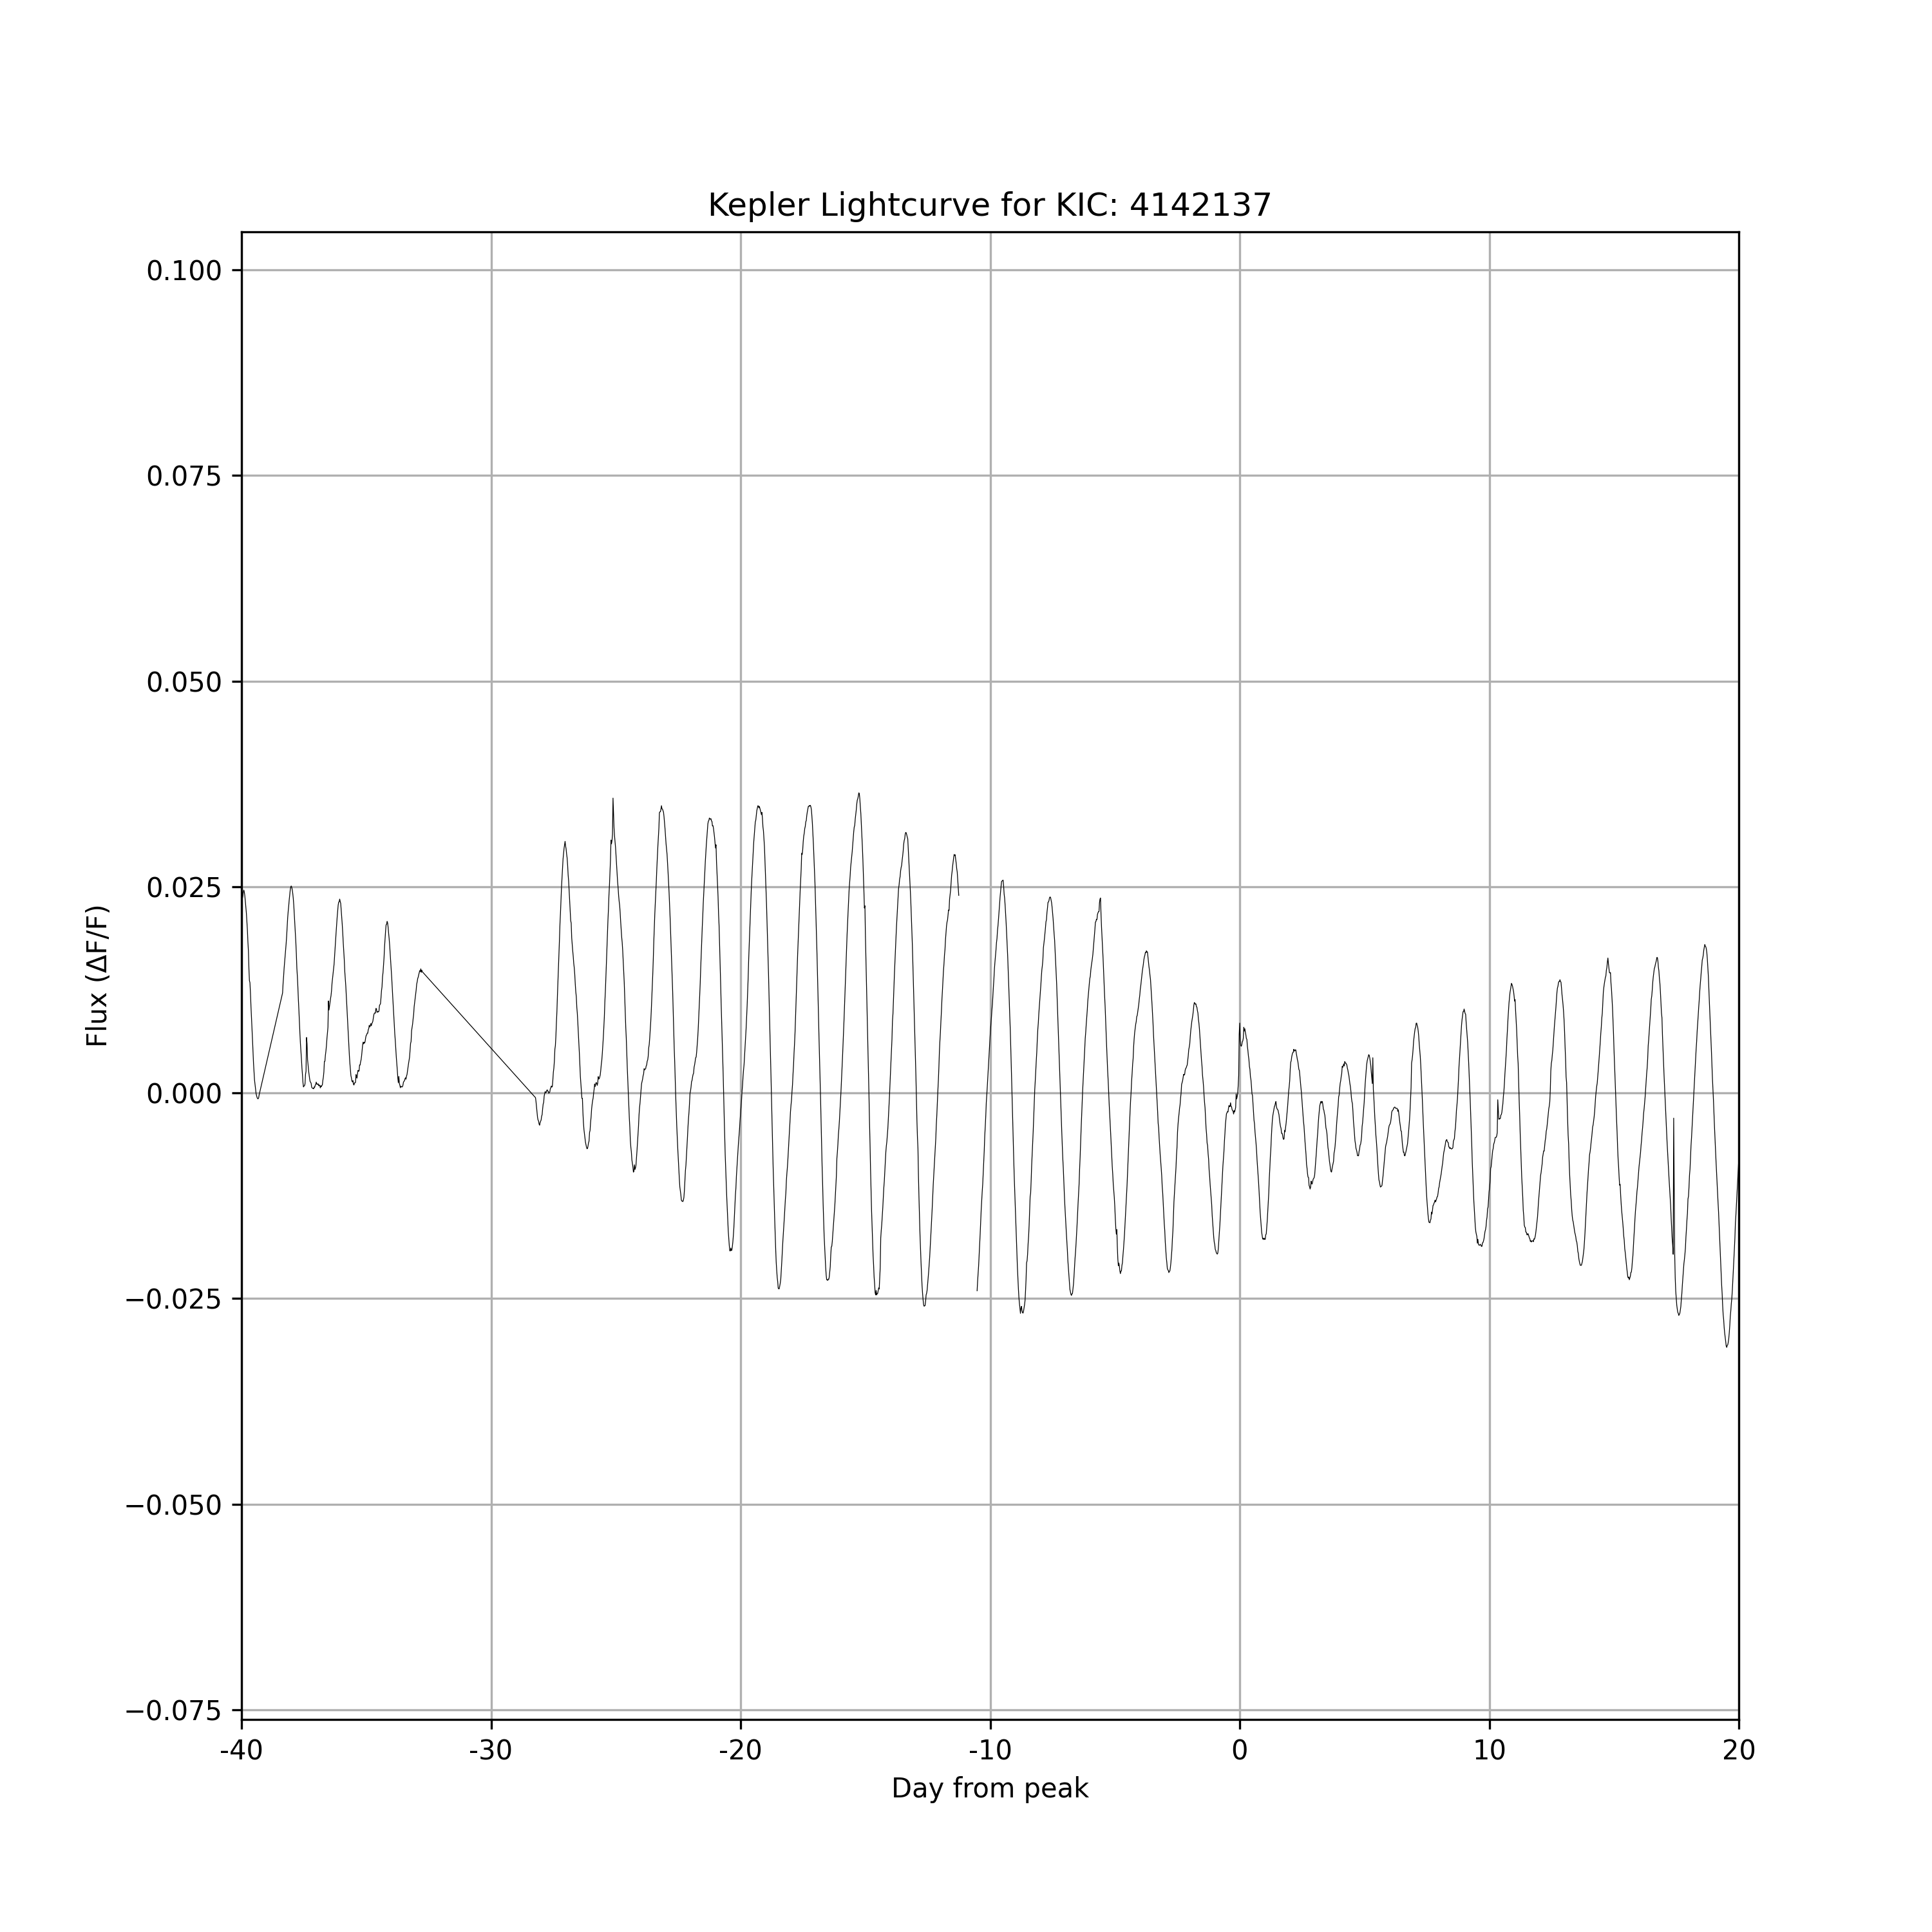 Kepler Lightcurve for KIC: 4142137
0.100
0.075
0.050
0.025
0.000
−0.025
−0.050
−0.075
Flux (ΔF/F)
-40 -30 -20 -10 0 10 20
Day from peak